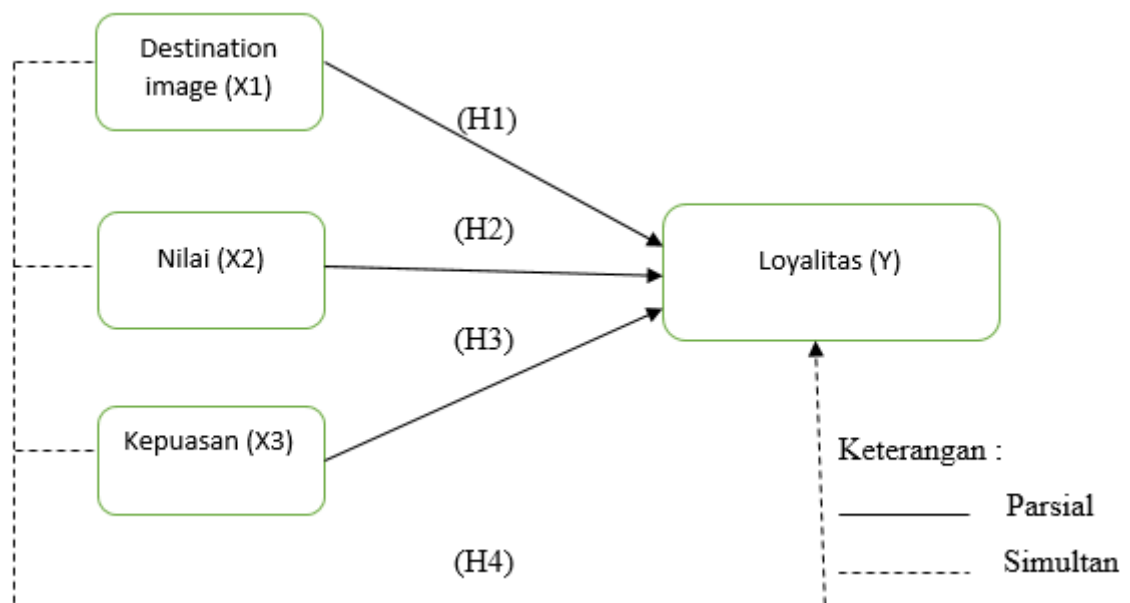 Destination
image (X1)
(H1)
Nilai (X2)
(H2)
Loyalitas (Y)
(H3)
Kepuasan (X3)
Keterangan :
Parsial
Simultan
(H4)